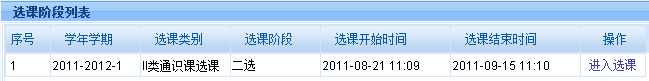 选课阶段列表
序号 学年学期 选课类别 选课阶段 选课开始时间 选课结束时间 操作
1 2011-2012-1 II类通识课选课 二选 2011-08-21 11:09 2011-09-15 11:10 进入选课